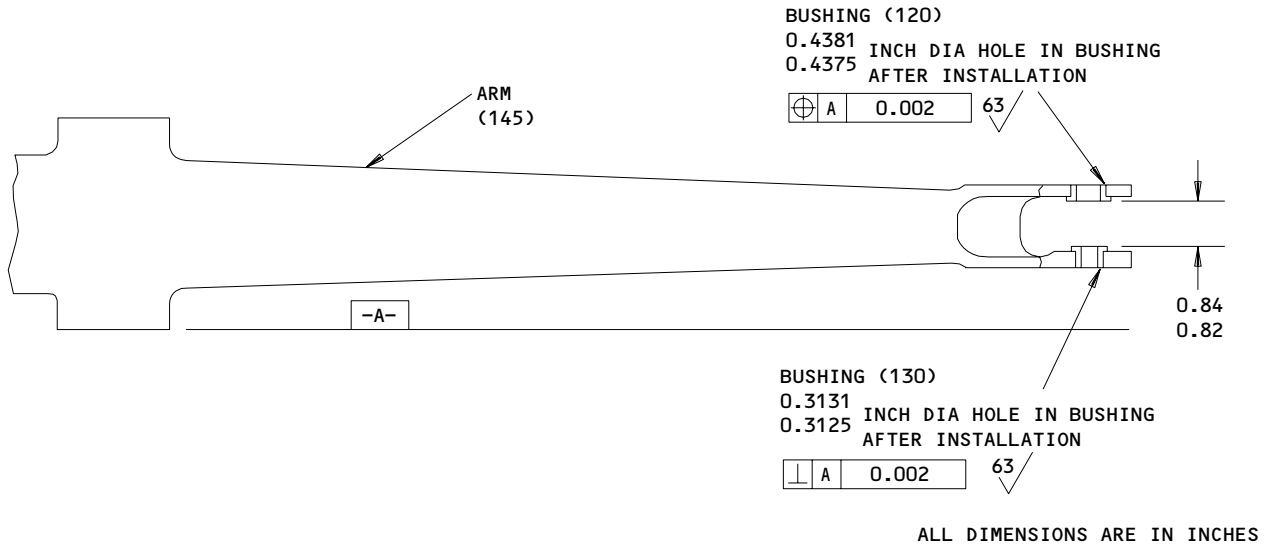 BUSHING (120)
0.4381
0.4375 INCH DIA HOLE IN BUSHING
AFTER INSTALLATION
⌖ A 0.002 63
ARM
(145)
-A-
0.84
0.82
BUSHING (130)
0.3131
0.3125 INCH DIA HOLE IN BUSHING
AFTER INSTALLATION
⊥ A 0.002 63
ALL DIMENSIONS ARE IN INCHES